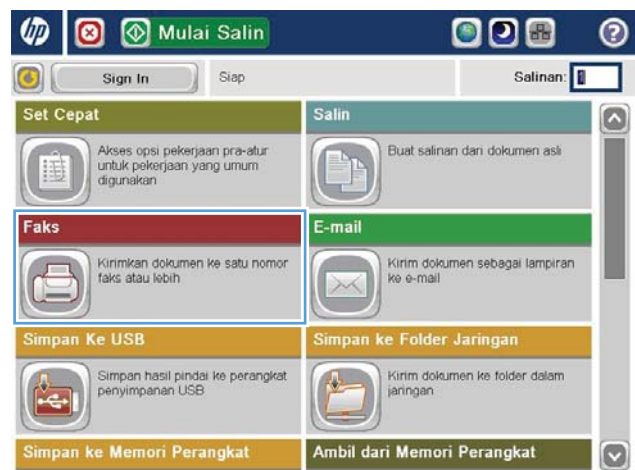 hp Mulai Salin ?
Sign In Siap Salinan: 1
Set Cepat
Akses opsi pekerjaan pra-atur
untuk pekerjaan yang umum
digunakan
Salin
Buat salinan dari dokumen asli
Faks
Kirimkan dokumen ke satu nomor
faks atau lebih
E-mail
Kirim dokumen sebagai lampiran
ke e-mail
Simpan Ke USB
Simpan hasil pindai ke perangkat
penyimpanan USB
Simpan ke Folder Jaringan
Kirim dokumen ke folder dalam
jaringan
Simpan ke Memori Perangkat
Ambil dari Memori Perangkat